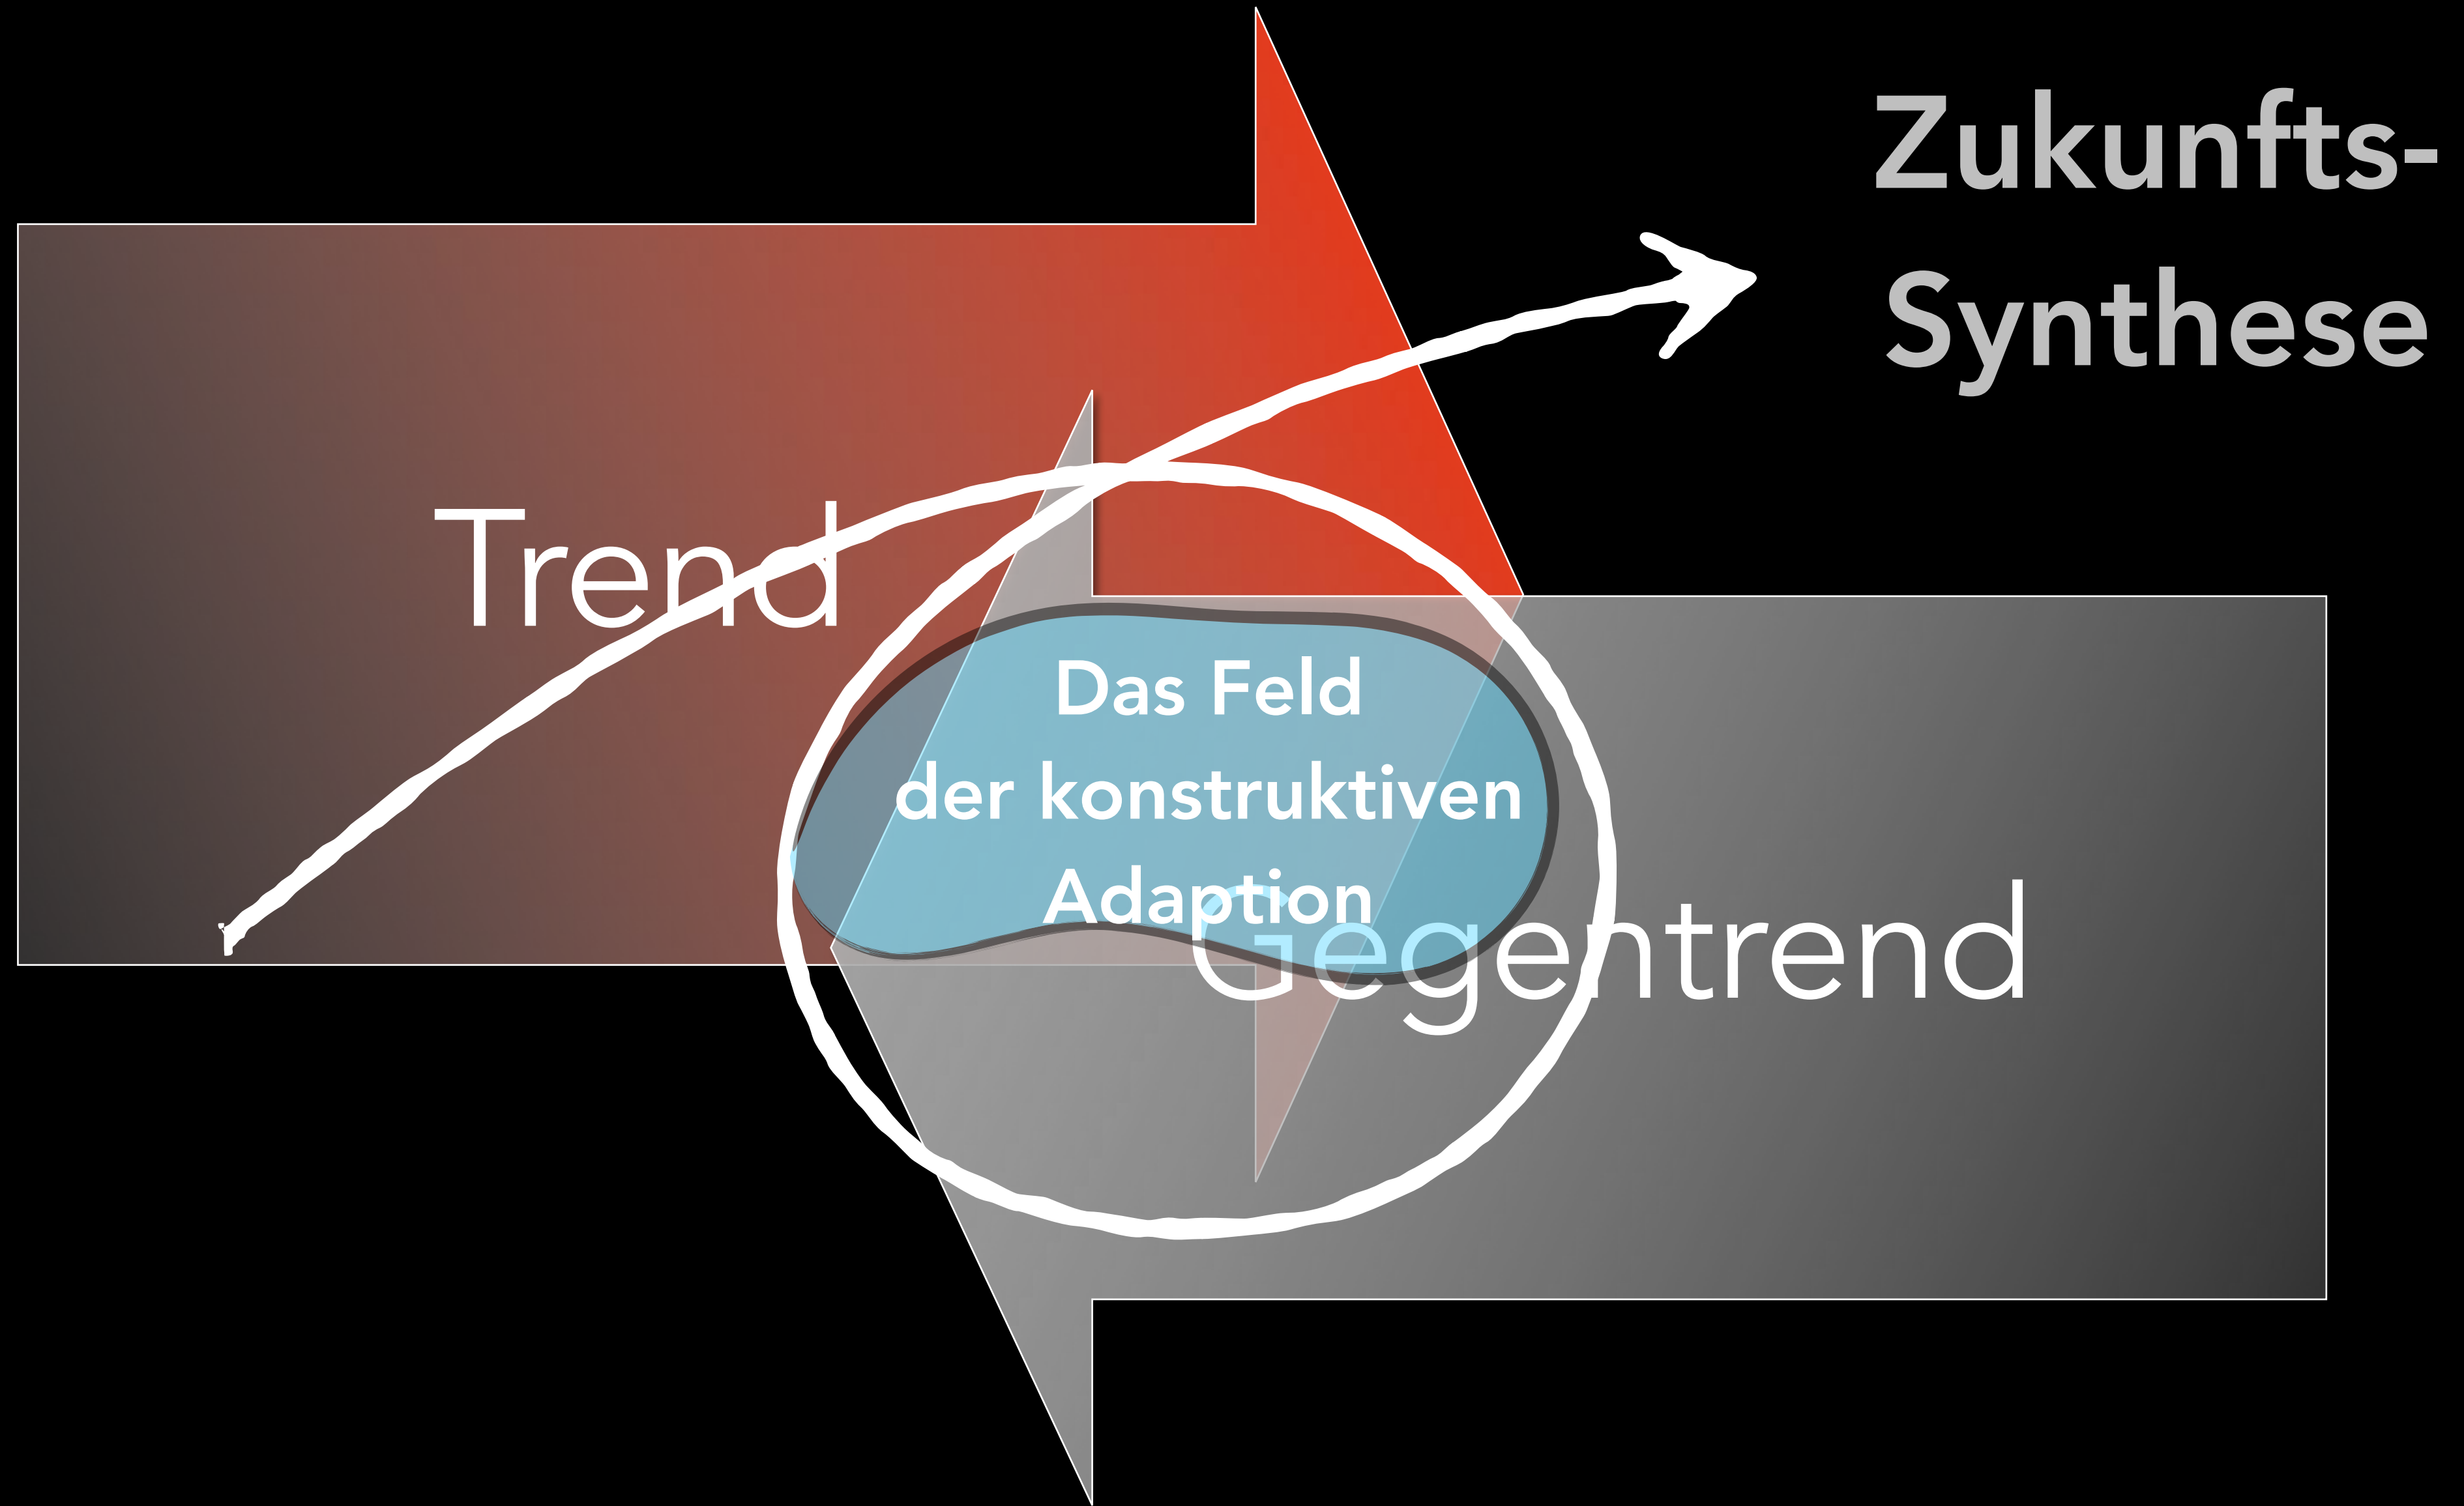 Zukunfts-
Synthese
Trend
Das Feld
der konstruktiven
Adaption
Gegentrend